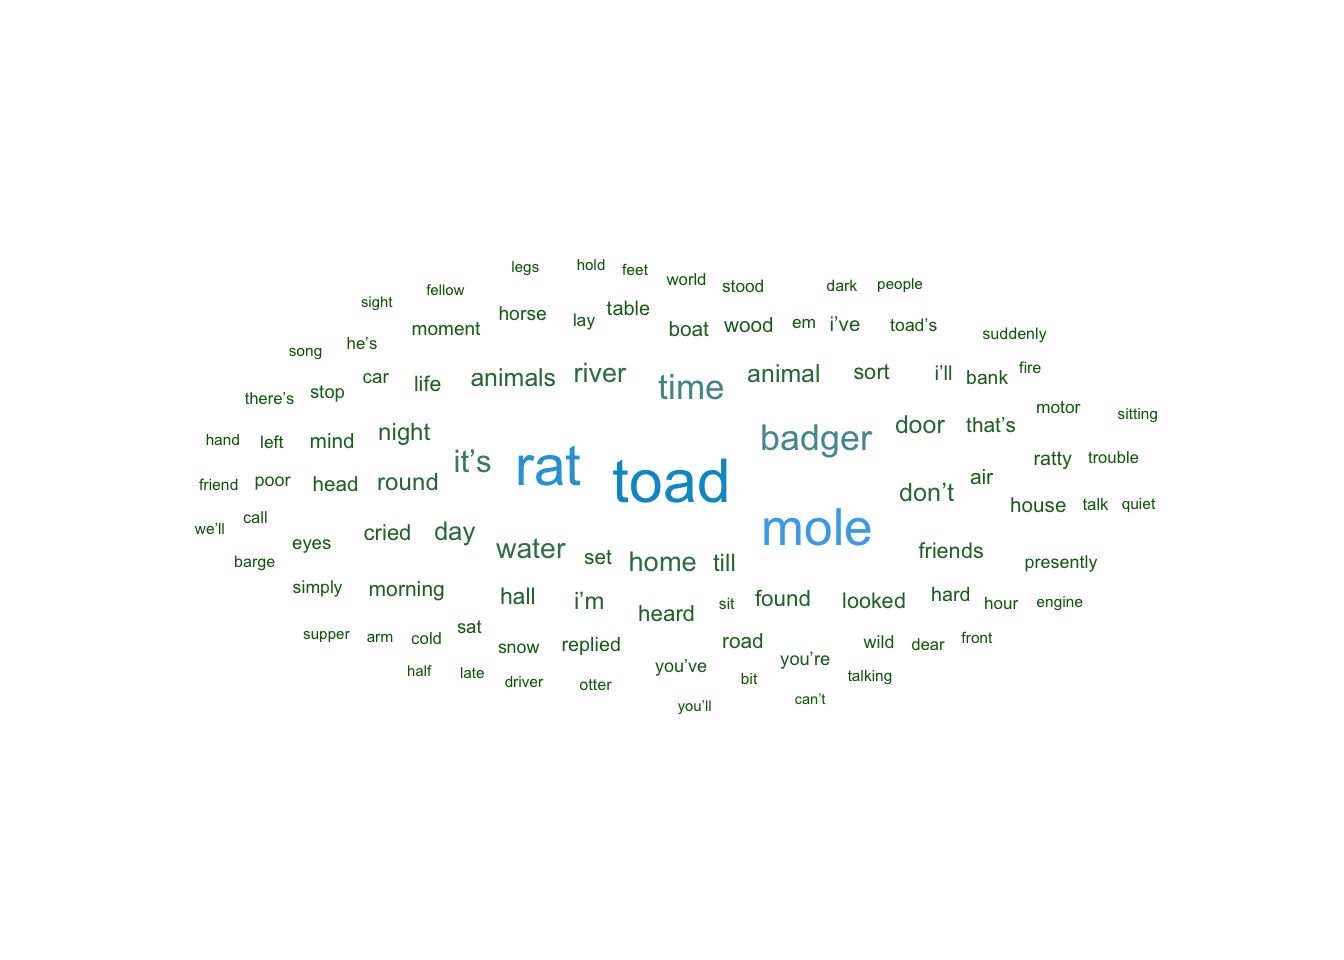 legs hold feet world stood dark people
sight fellow
moment horse lay table boat wood em i’ve toad’s suddenly
song he’s
there’s stop car life animals river time animal sort i’ll bank fire
hand left mind night it’s rat toad badger door that’s motor sitting
friend poor head round don’t air ratty trouble
we’ll call house talk quiet
barge eyes cried day water set home till mole friends presently
simply morning hall i’m heard sit found looked hard hour engine
supper arm cold sat snow replied road you’ve you’re wild dear front
half late driver otter bit talking
you’ll can’t